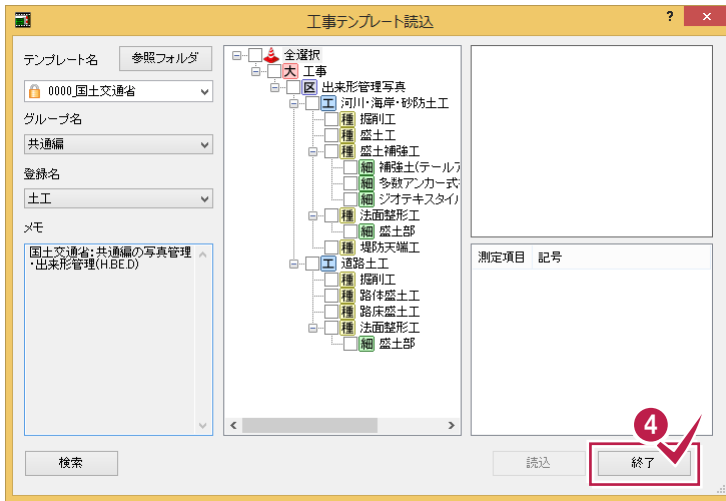 工事テンプレート読込
?
×
テンプレート名
参照フォルダ
0000_国土交通省
グループ名
共通編
登録名
土工
メモ
国土交通省:共通編の写真管理
・出来形管理(H.BE.D)
検索
全選択
大 工事
区 出来形管理写真
工 河川・海岸・砂防土工
種 掘削工
種 盛土工
種 盛土補強工
細 補強土(テールア
細 多数アンカー式
細 ジオテキスタイル
種 法面整形工
細 盛土部
種 堤防天端工
工 道路土工
種 掘削工
種 路体盛土工
種 路床盛土工
種 法面整形工
細 盛土部
測定項目 記号
4
読込
終了